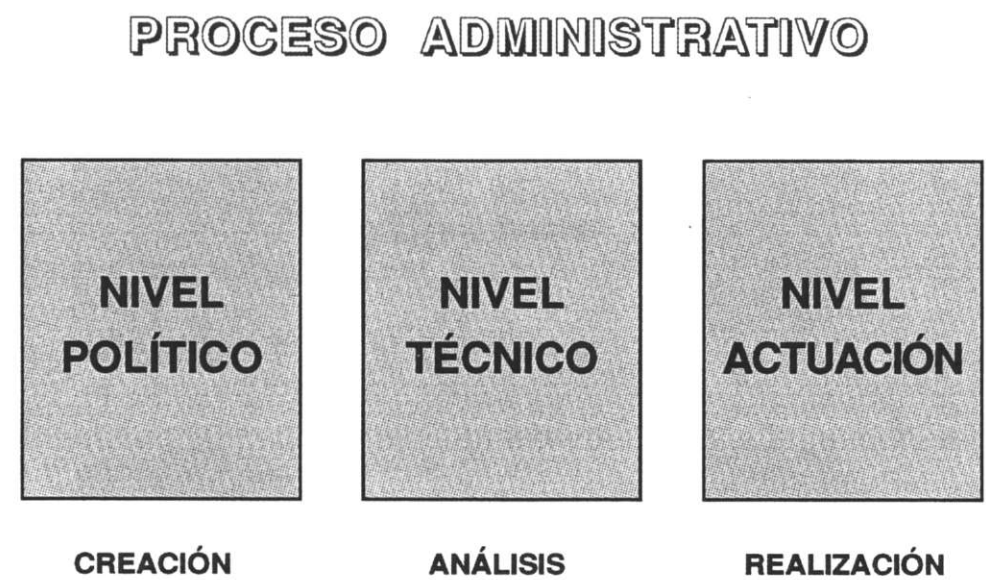 PROCESO ADMINISTRATIVO
NIVEL
POLÍTICO
NIVEL
TÉCNICO
NIVEL
ACTUACIÓN
CREACIÓN
ANÁLISIS
REALIZACIÓN